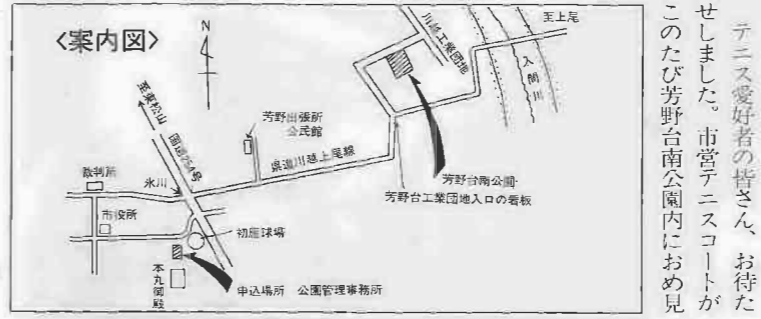 テニス愛好者の皆さん、お待た
せしました。市営テニスコートが
このたび芳野台南公園内におめ見
〈案内図〉
N
至東松山
国道254号
氷川
裁判所
市役所
本丸御殿
初雁球場
申込場所 公園管理事務所
芳野出張所
公民館
県道川越上尾線
川越工業団地
至上尾
入間川
芳野台南公園
芳野台工業団地入口の看板